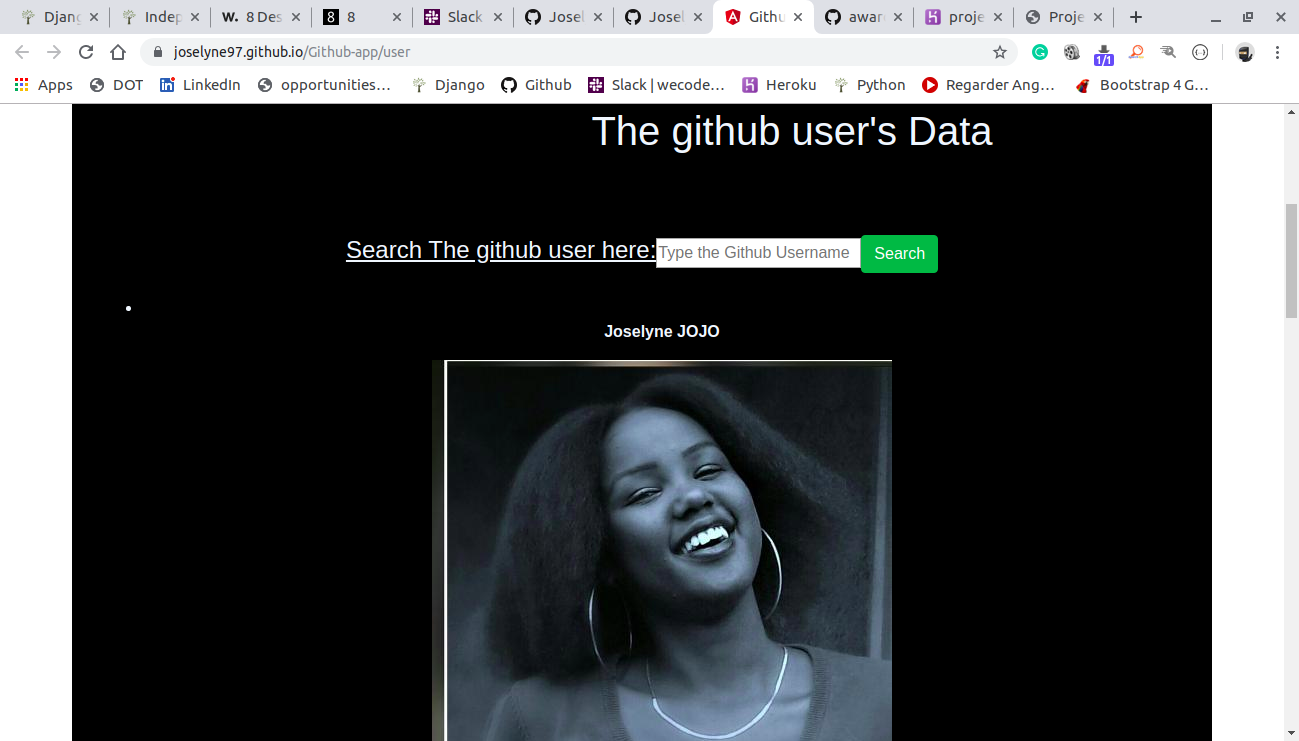 Djang Indep W. 8 Des 8 8 Slack Josel Josel Githu awar proje Proje
joselyne97.github.io/Github-app/user
1/1
Apps DOT LinkedIn opportunities… Django Github Slack | wecode… Heroku Python Regarder Ang… Bootstrap 4 G…
The github user's Data
Search The github user here: Type the Github Username Search
Joselyne JOJO